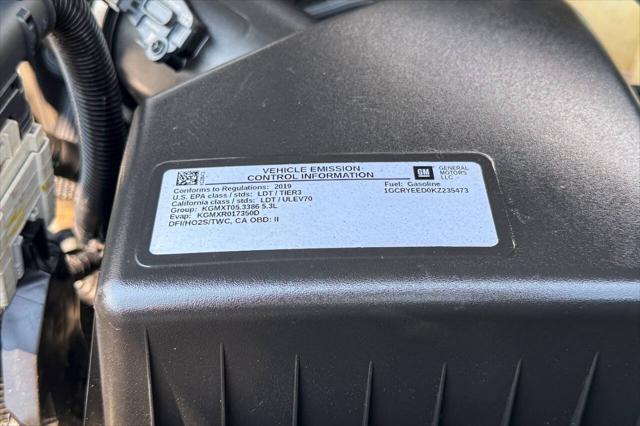 VEHICLE EMISSION
CONTROL INFORMATION
GM
GENERAL
MOTORS
LLC
Conforms to Regulations: 2019
Fuel: Gasoline
U.S. EPA class / stds: LDT / TIER3
1GCRYEED0KZ235473
California class / stds: LDT / ULEV70
Group: KGMXT05.3386 5.3L
Evap: KGMXR017350D
DFI/HO2S/TWC, CA OBD: II